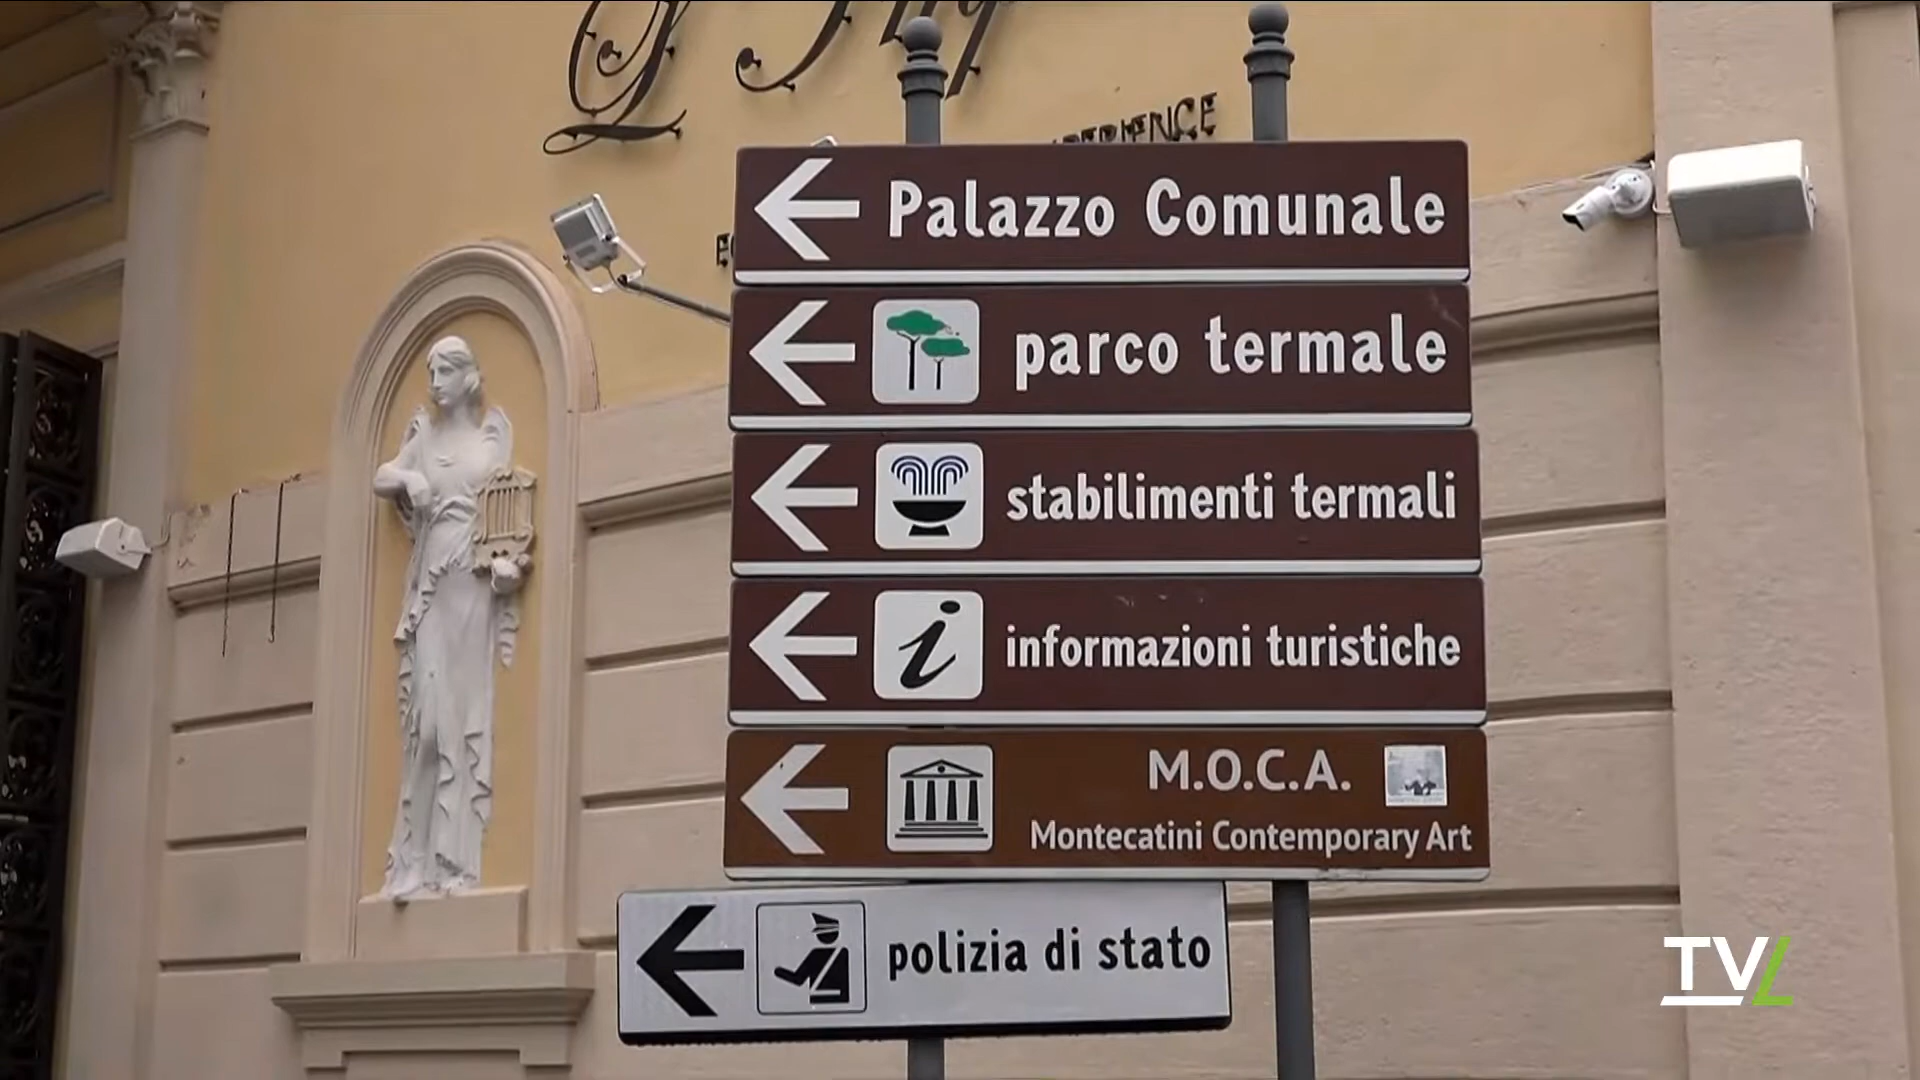 Palazzo Comunale
parco termale
stabilimenti termali
i informazioni turistiche
M.O.C.A.
Montecatini Contemporary Art
polizia di stato
TVL